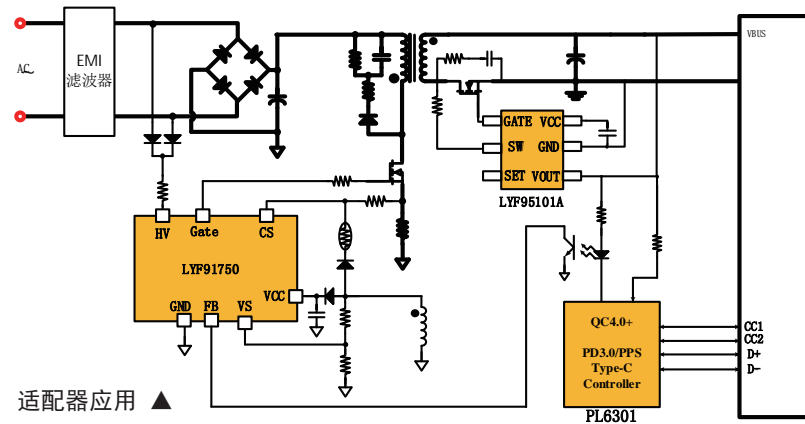 AC
EMI
滤波器
VBUS
GATE VCC
SW GND
SET VOUT
LYF95101A
HV Gate CS
LYF91750
VCC
GND FB VS
QC4.0+
PD3.0/PPS
Type-C
Controller
PL6301
CC1
CC2
D+
D-
适配器应用 ▲